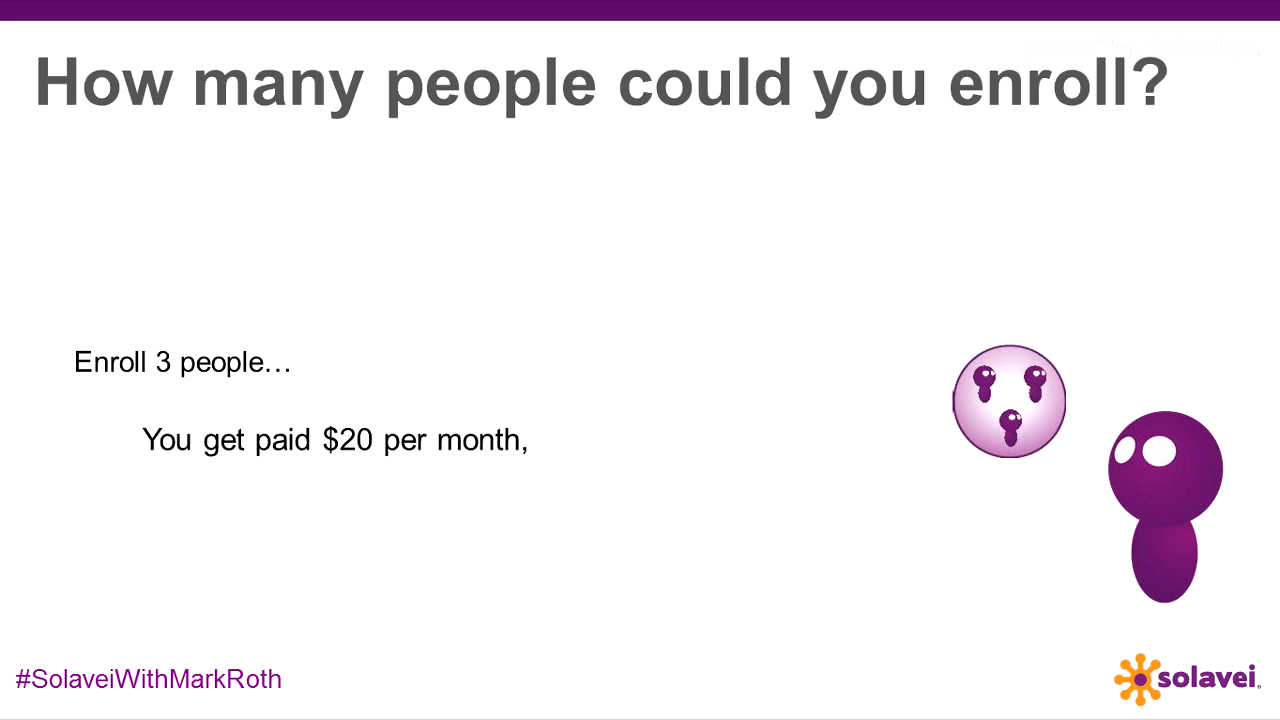 How many people could you enroll?
Enroll 3 people…
You get paid $20 per month,
#SolaveiWithMarkRoth
solavei®